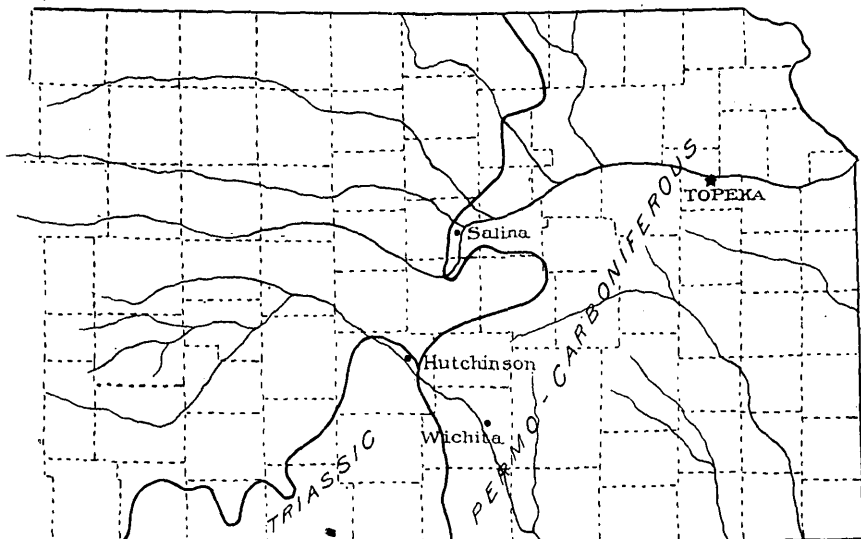 TOPEKA
Salina
PERMO-CARBONIFEROUS
Hutchinson
Wichita
TRIASSIC